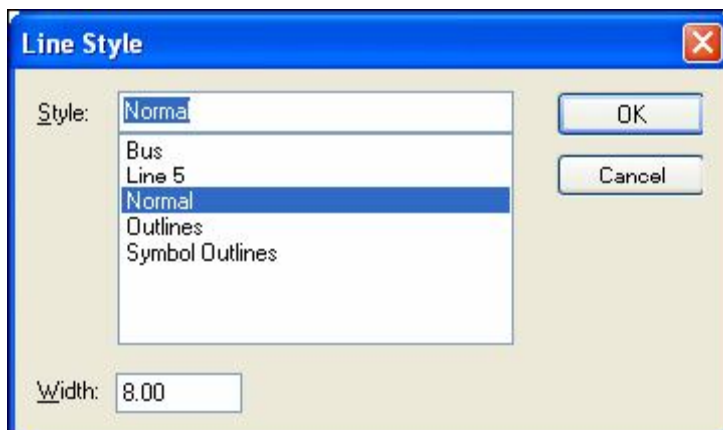 Line Style
Style: Normal
OK
Bus
Line 5
Cancel
Normal
Outlines
Symbol Outlines
Width: 8.00